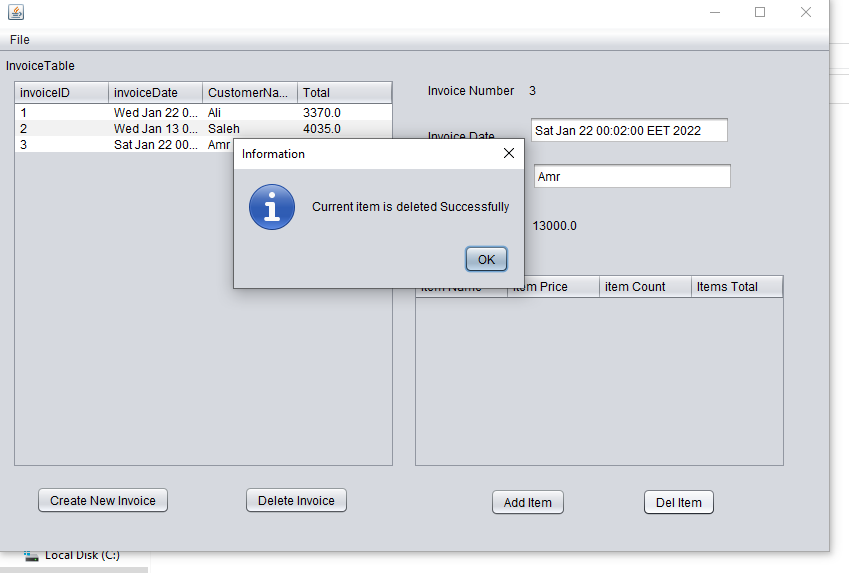 File
InvoiceTable
invoiceID invoiceDate CustomerNa... Total
1 Wed Jan 22 0... Ali 3370.0
2 Wed Jan 13 0... Saleh 4035.0
3 Sat Jan 22 00... Amr
Invoice Number 3
Invoice Date Sat Jan 22 00:02:00 EET 2022
Amr
13000.0
Information
Current item is deleted Successfully
OK
item Name item Price item Count Items Total
Create New Invoice Delete Invoice Add Item Del Item
Local Disk (C:)